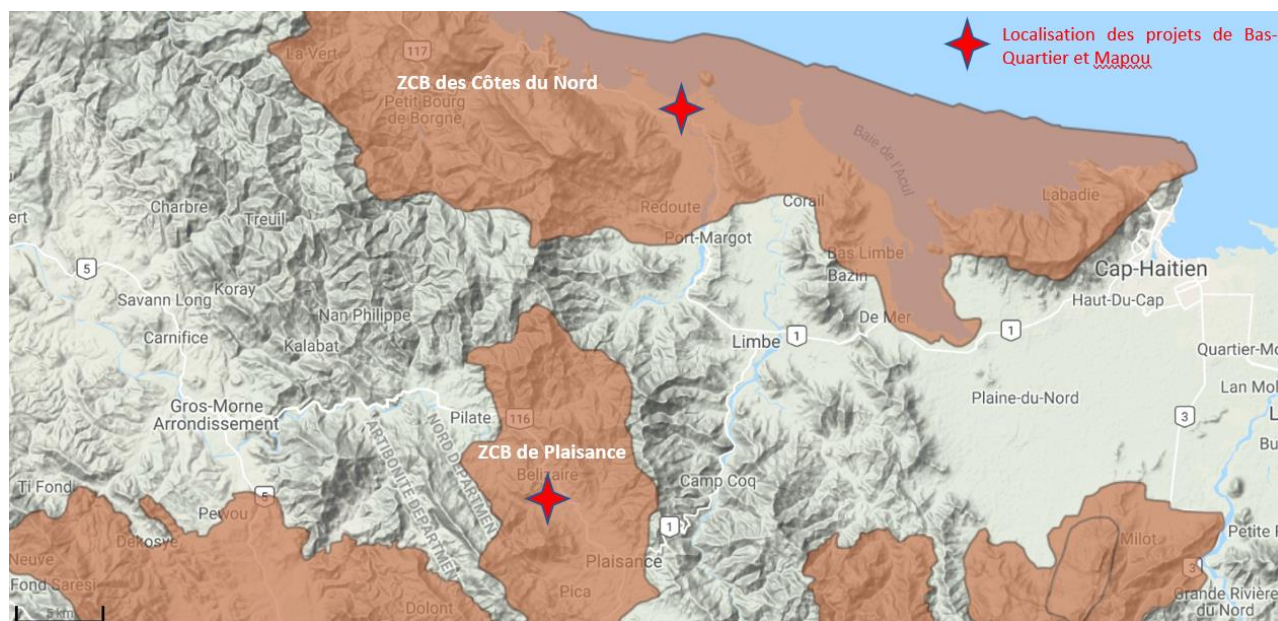 Localisation des projets de Bas-
Quartier et Mapou
La Vert
117
ZCB des Côtes du Nord
Petit Bourg
de Borgne
Baie de l'Acul
Labadie
Charbre
Treuil
Redoute
Corail
ert
Port-Margot
5
Koray
Bas Limbe
Bazin
Cap-Haitien
Savann Long
Nan Philippe
Haut-Du-Cap
Carnifice
De Mer
1
Kalabat
Limbe
1
Quartier-Mo
Gros-Morne
Arrondissement
Pilate
116
Plaine-du-Nord
Lan Mol
3
L
ARTIBONITE DEPARTMENT
NORD DEPARTMEN
ZCB de Plaisance
Bu
Belizaire
Camp Coq
Ti Fond
5
Pewou
1
Dekosye
Milot
Petite R
Neuve
Plaisance
Fond Saresi
Pica
3
Dolont
Grande Rivière
du Nord
5 km